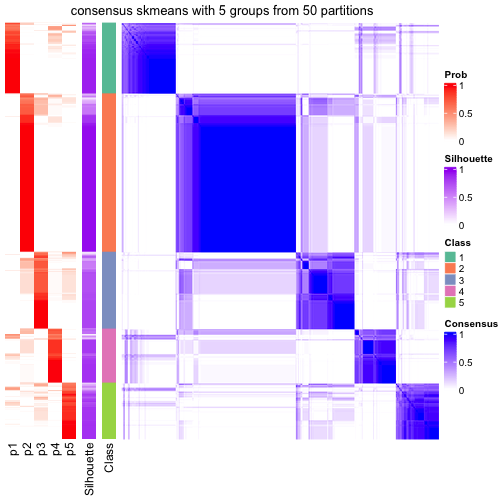 consensus skmeans with 5 groups from 50 partitions
Prob
1
0.5
0
Silhouette
1
0.5
0
Class
1
2
3
4
5
Consensus
1
0.5
0
p1
p2
p3
p4
p5
Silhouette
Class